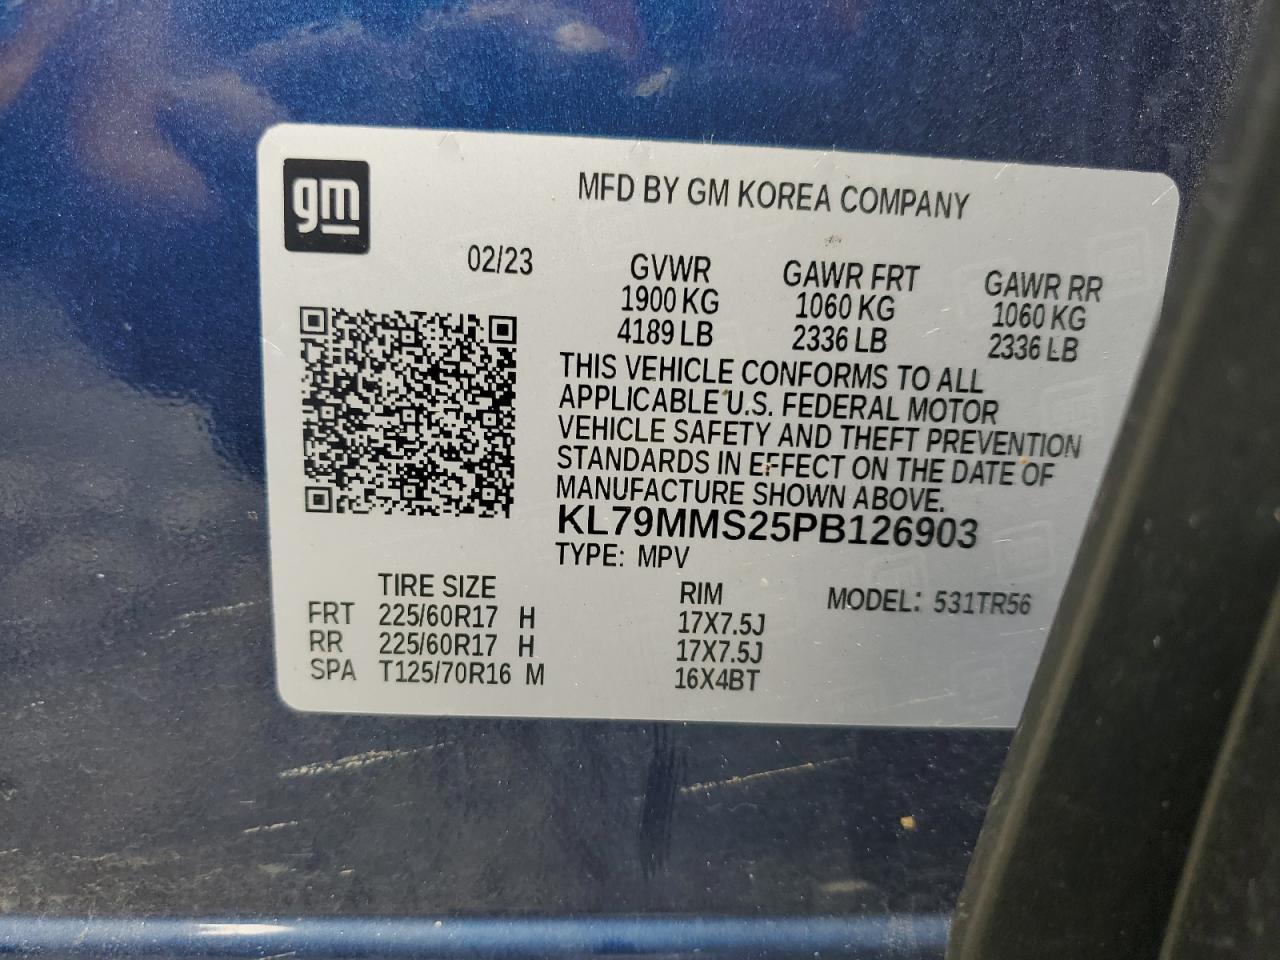 gm
MFD BY GM KOREA COMPANY
02/23
GVWR GAWR FRT GAWR RR
1900 KG 1060 KG 1060 KG
4189 LB 2336 LB 2336 LB
THIS VEHICLE CONFORMS TO ALL
APPLICABLE U.S. FEDERAL MOTOR
VEHICLE SAFETY AND THEFT PREVENTION
STANDARDS IN EFFECT ON THE DATE OF
MANUFACTURE SHOWN ABOVE.
KL79MMS25PB126903
TYPE: MPV
TIRE SIZE RIM MODEL: 531TR56
FRT 225/60R17 H 17X7.5J
RR 225/60R17 H 17X7.5J
SPA T125/70R16 M 16X4BT